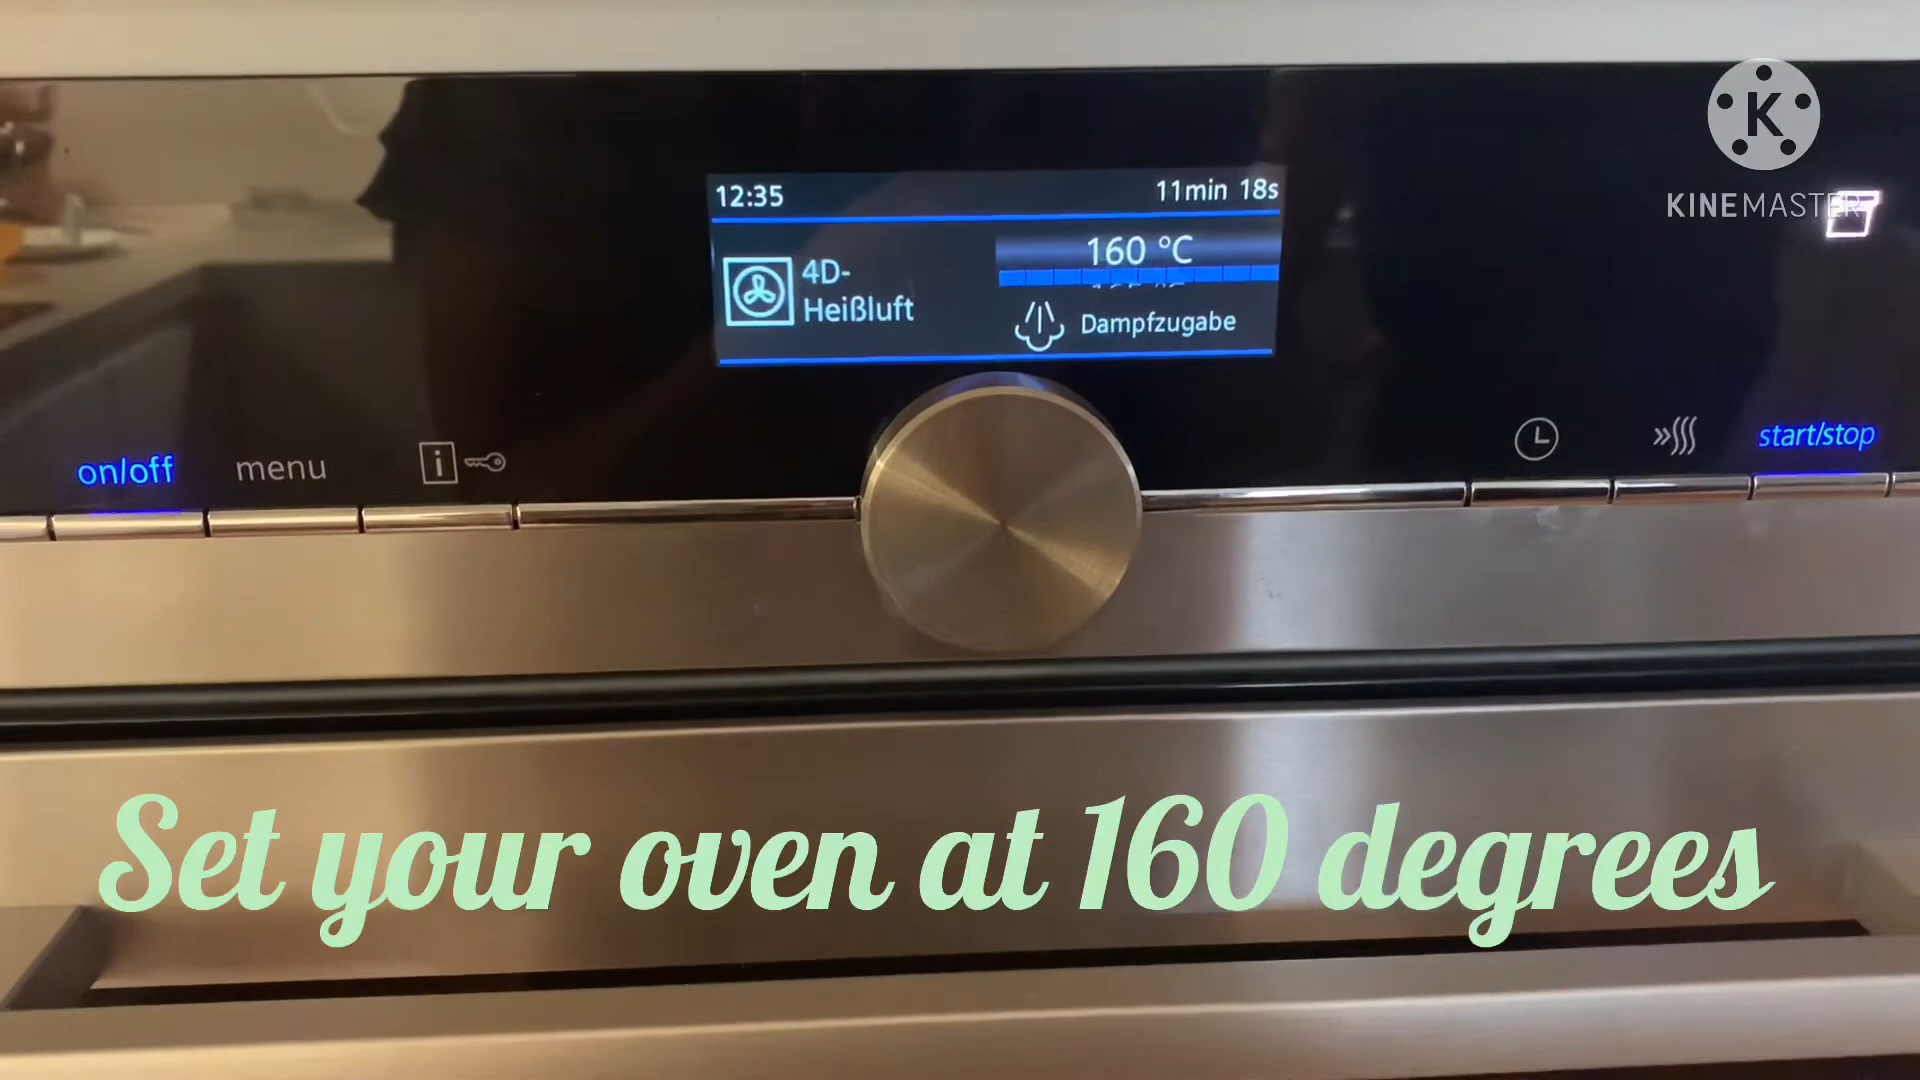 K
KINEMASTER
12:35
11min 18s
160 °C
4D-
Heißluft
Dampfzugabe
on/off
menu
i
start/stop
Set your oven at 160 degrees